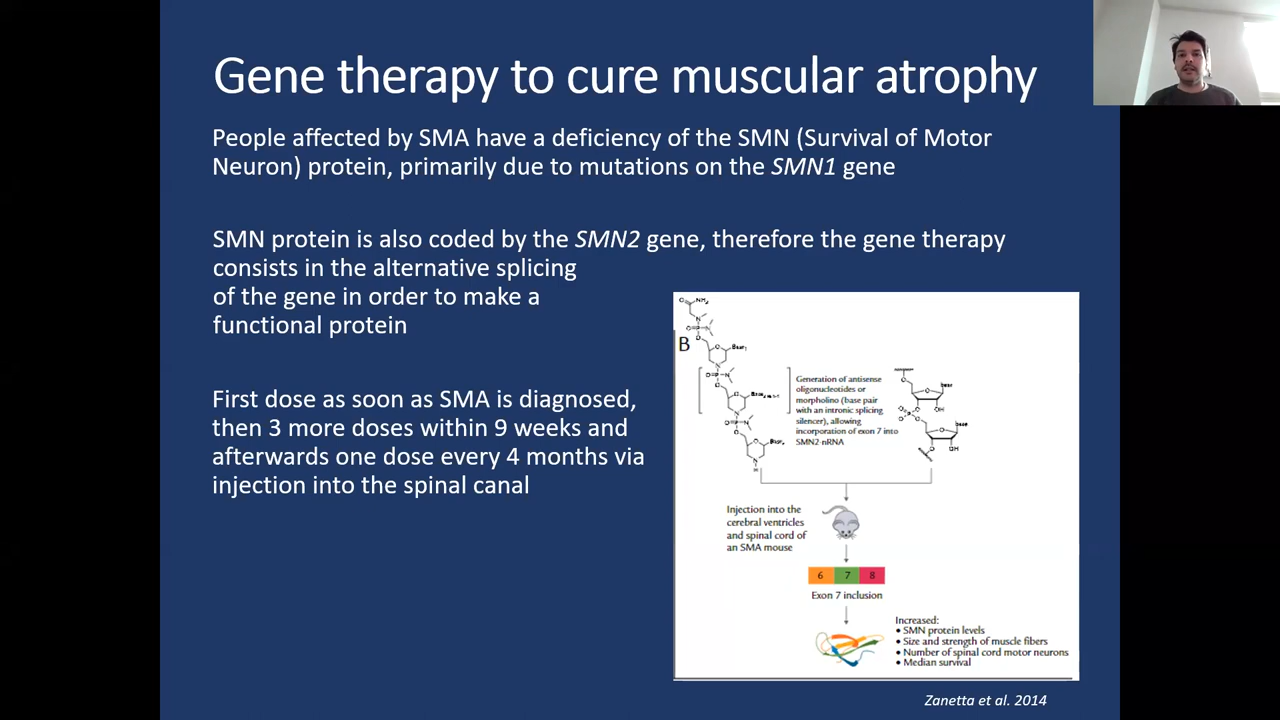 Gene therapy to cure muscular atrophy
People affected by SMA have a deficiency of the SMN (Survival of Motor
Neuron) protein, primarily due to mutations on the SMN1 gene
SMN protein is also coded by the SMN2 gene, therefore the gene therapy
consists in the alternative splicing
of the gene in order to make a
functional protein
First dose as soon as SMA is diagnosed,
then 3 more doses within 9 weeks and
afterwards one dose every 4 months via
injection into the spinal canal
B
Generation of antisense
oligonucleotides or
morpholino (base pair
with an intronic splicing
silencer), allowing
incorporation of exon 7 into
SMN2 nRNA
Injection into the
cerebral ventricles
and spinal cord of
an SMA mouse
6 7 8
Exon 7 inclusion
Increased:
• SMN protein levels
• Size and strength of muscle fibers
• Number of spinal cord motor neurons
• Median survival
Zanetta et al. 2014